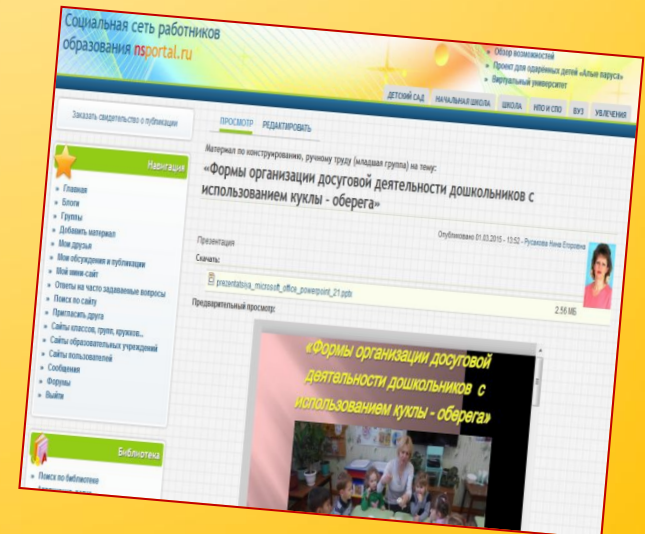 Социальная сеть работников
образования nsportal.ru
Обзор возможностей
Проект для одарённых детей «Алые паруса»
Виртуальный университет
ДЕТСКИЙ САД НАЧАЛЬНАЯ ШКОЛА ШКОЛА НПО И СПО ВУЗ УВЛЕЧЕНИЯ
Заказать свидетельство о публикации
Навигация
Главная
Блоги
Группы
Добавить материал
Мои друзья
Мои обсуждения и публикации
Мой мини-сайт
Ответы на часто задаваемые вопросы
Поиск по сайту
Пригласить друга
Сайты классов, групп, кружков...
Сайты образовательных учреждений
Сайты пользователей
Сообщения
Форумы
Выйти
Библиотека
Поиск по библиотеке
ПРОСМОТР РЕДАКТИРОВАТЬ
Материал по конструированию, ручному труду (младшая группа) на тему:
«Формы организации досуговой деятельности дошкольников с
использованием куклы - оберега»
Опубликовано 01.03.2015 - 13:52 - Русакова Нина Егоровна
Презентация
Скачать:
prezentatsiya_microsoft_office_powerpoint_21.pptx 2.56 МБ
Предварительный просмотр:
«Формы организации досуговой
деятельности дошкольников с
использованием куклы - оберега»